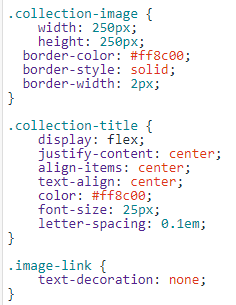 .collection-image {
    width: 250px;
    height: 250px;
  border-color: #ff8c00;
  border-style: solid;
  border-width: 2px;
}

.collection-title {
    display: flex;
    justify-content: center;
    align-items: center;
    text-align: center;
    color: #ff8c00;
    font-size: 25px;
    letter-spacing: 0.1em;
}

.image-link {
    text-decoration: none;
}